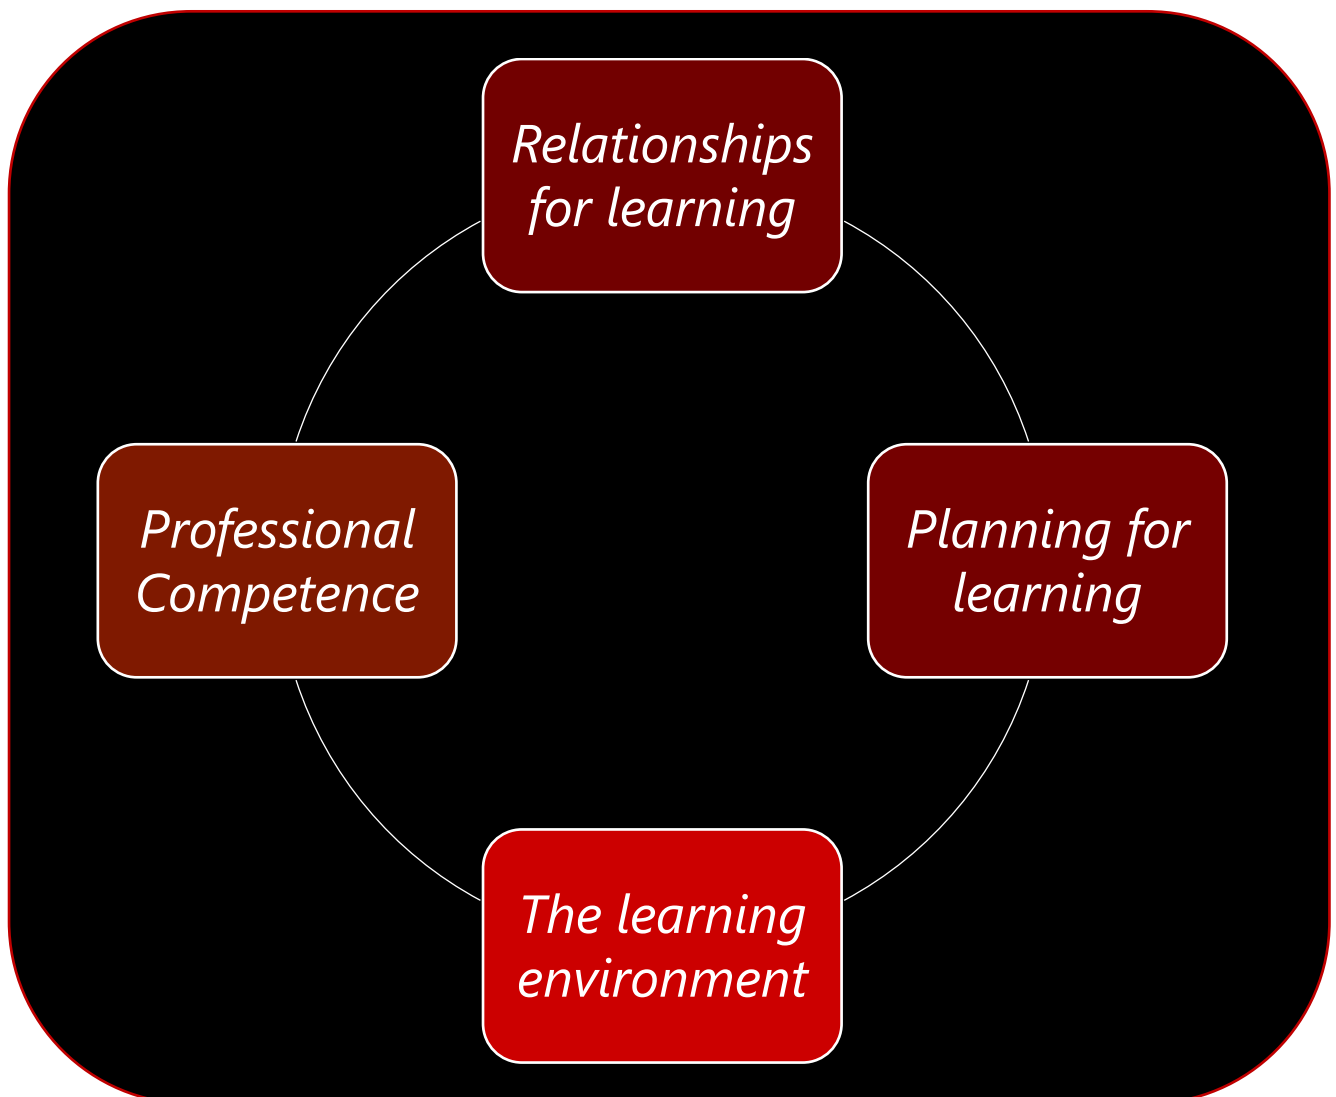 Relationships
for learning
Professional
Competence
Planning for
learning
The learning
environment